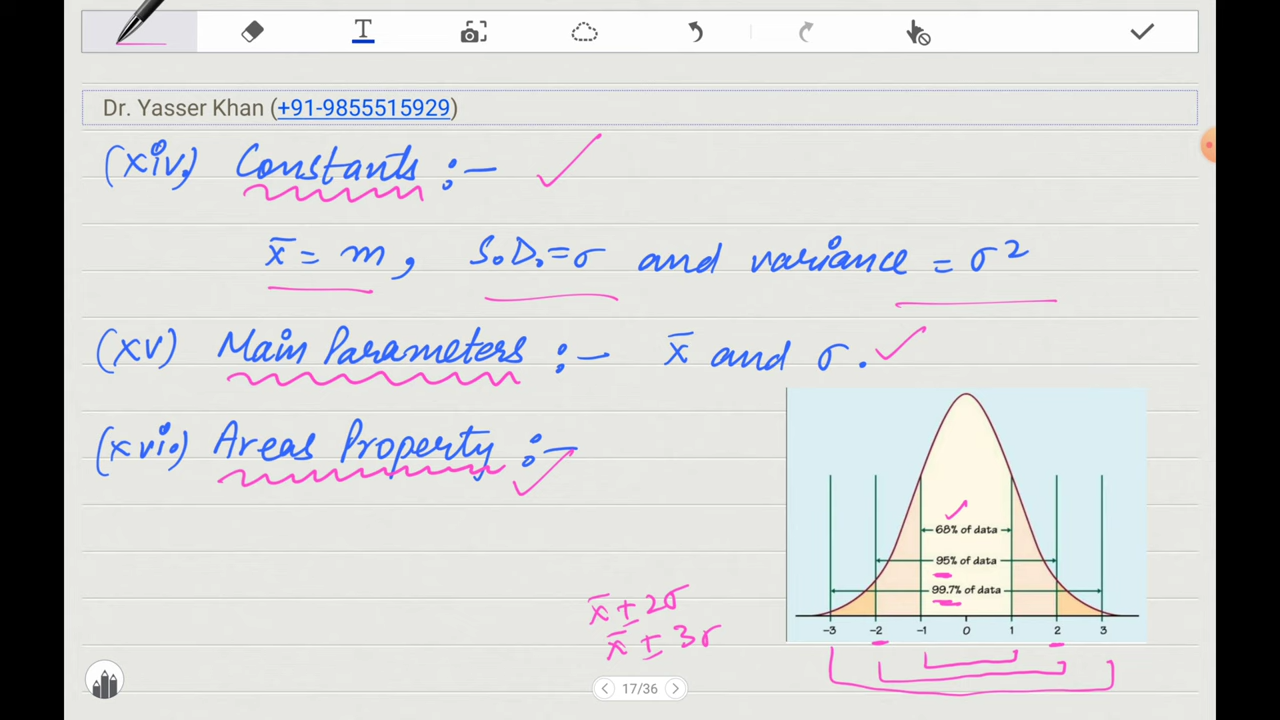 T
Dr. Yasser Khan (+91-9855515929)
(xiv) Constants :-
x̄ = m, S.D. = σ and variance = σ²
(xv) Main Parameters :- x̄ and σ.
(xvi.) Areas Property :-
68% of data
95% of data
99.7% of data
-3 -2 -1 0 1 2 3
x̄ ± 2σ
x̄ ± 3σ
17/36